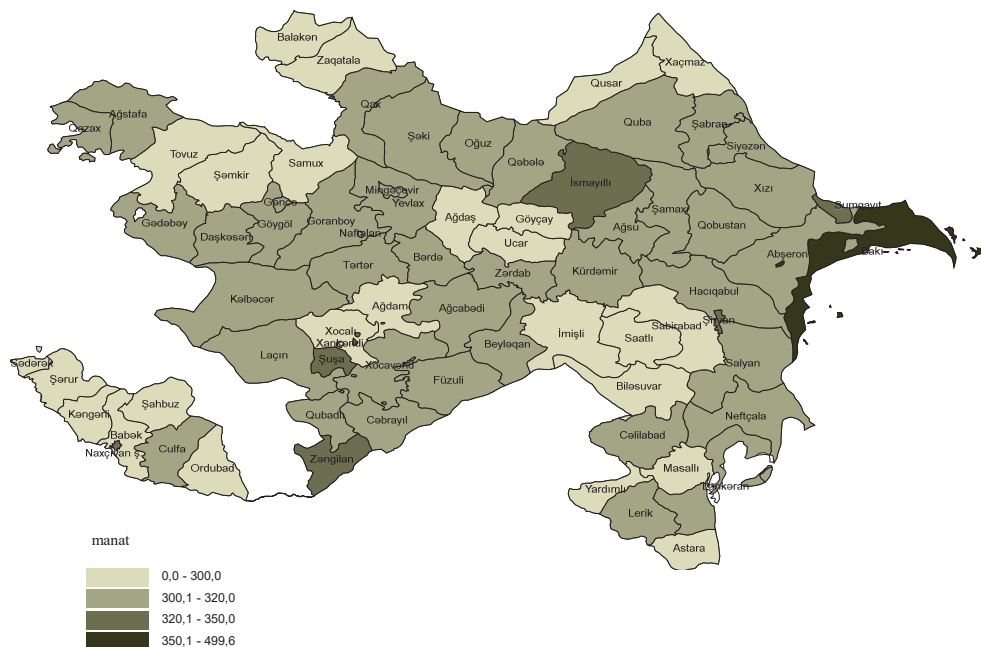 Balakən
Zaqatala
Xaçmaz
Qusar
Qax
Ağstafa
Qazax
Quba
Şabran
Şəki
Oğuz
Siyəzən
Tovuz
Samux
Qəbələ
Şəmkir
İsmayıllı
Xızı
Mingəçevir
Yevlax
Gəncə
Gədəbəy
Göygöl
Goranboy
Naftalan
Ağdaş
Göyçay
Şamaxı
Sumqayıt
Daşkəsən
Ağsu
Qobustan
Ucar
Bərdə
Abşeron
Bakı
Tərtər
Zərdab
Kürdəmir
Kəlbəcər
Ağdam
Ağcabədi
Hacıqabul
Xocalı
Xankəndi
İmişli
Sabirabad
Şirvan
Saatlı
Beyləqan
Laçın
Şuşa
Xocavənd
Salyan
Sədərək
Şərur
Füzuli
Biləsuvar
Şahbuz
Kəngərli
Qubadlı
Cəbrayıl
Neftçala
Babək
Cəlilabad
Naxçıvan ş
Culfa
Zəngilan
Ordubad
Masallı
Yardımlı
Lənkəran
Lerik
Astara
manat
0,0 - 300,0
300,1 - 320,0
320,1 - 350,0
350,1 - 499,6